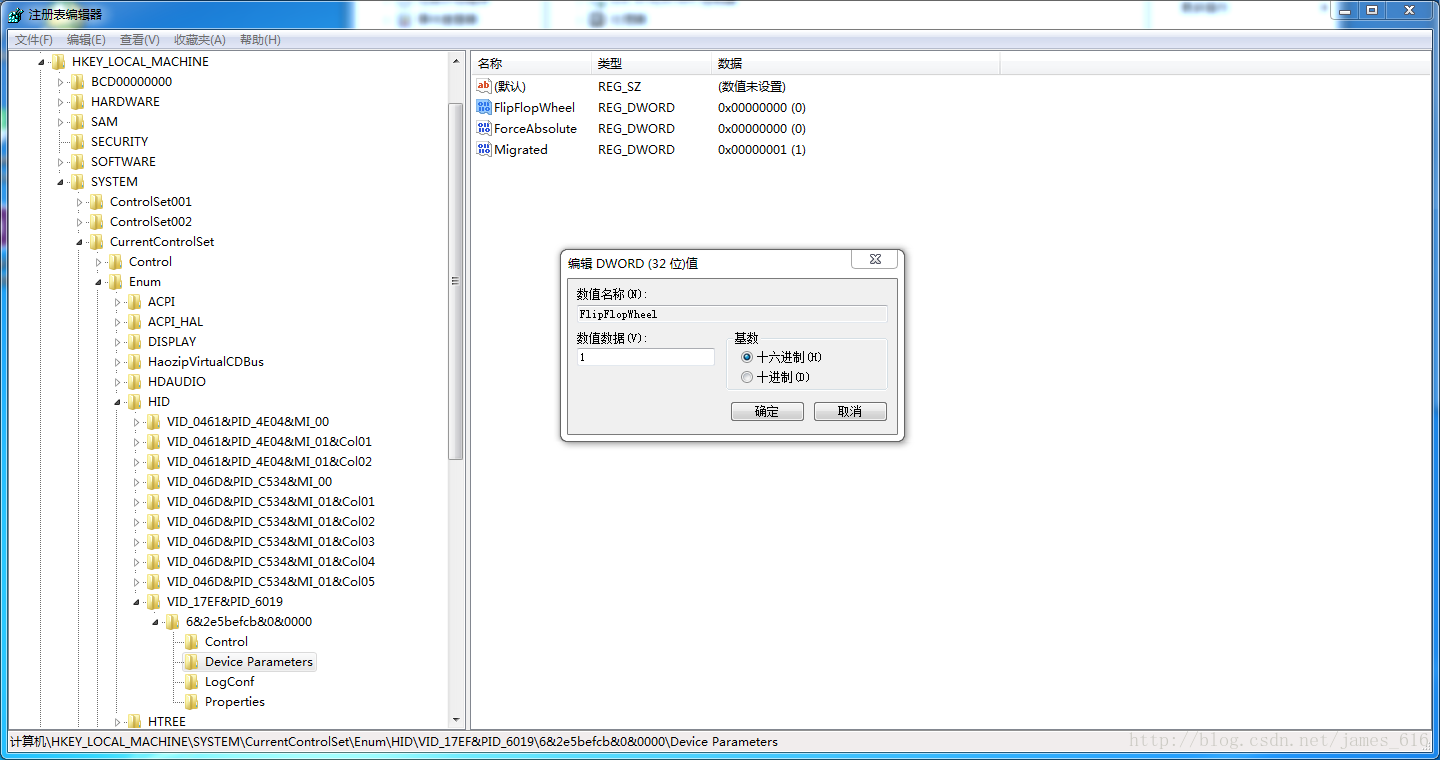 注册表编辑器
文件(F) 编辑(E) 查看(V) 收藏夹(A) 帮助(H)
HKEY_LOCAL_MACHINE
BCD00000000
HARDWARE
SAM
SECURITY
SOFTWARE
SYSTEM
ControlSet001
ControlSet002
CurrentControlSet
Control
Enum
ACPI
ACPI_HAL
DISPLAY
HaozipVirtualCDBus
HDAUDIO
HID
VID_0461&PID_4E04&MI_00
VID_0461&PID_4E04&MI_01&Col01
VID_0461&PID_4E04&MI_01&Col02
VID_046D&PID_C534&MI_00
VID_046D&PID_C534&MI_01&Col01
VID_046D&PID_C534&MI_01&Col02
VID_046D&PID_C534&MI_01&Col03
VID_046D&PID_C534&MI_01&Col04
VID_046D&PID_C534&MI_01&Col05
VID_17EF&PID_6019
6&2e5befcb&0&0000
Control
Device Parameters
LogConf
Properties
HTREE
名称 类型 数据
(默认) REG_SZ (数值未设置)
FlipFlopWheel REG_DWORD 0x00000000 (0)
ForceAbsolute REG_DWORD 0x00000000 (0)
Migrated REG_DWORD 0x00000001 (1)
编辑 DWORD (32 位)值
数值名称(N):
FlipFlopWheel
数值数据(V):
1
基数
十六进制(H)
十进制(D)
确定 取消
计算机\HKEY_LOCAL_MACHINE\SYSTEM\CurrentControlSet\Enum\HID\VID_17EF&PID_6019\6&2e5befcb&0&0000\Device Parameters
http://blog.csdn.net/james_616